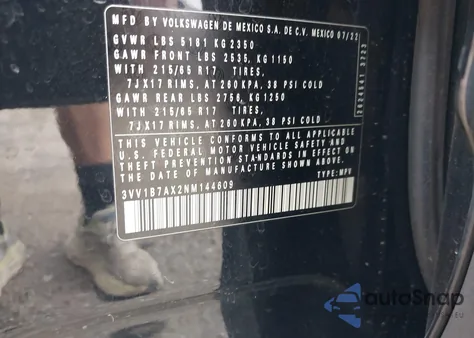 MFD BY VOLKSWAGEN DE MEXICO S.A. DE C.V. MEXICO 07/22
GVWR LBS 5181 KG 2350
GAWR FRONT LBS 2535, KG 1150
WITH 215/65 R17 TIRES,
7JX17 RIMS, AT 260 KPA, 38 PSI COLD
GAWR REAR LBS 2756, KG 1250
WITH 215/65 R17 TIRES,
7JX17 RIMS, AT 260 KPA, 38 PSI COLD
THIS VEHICLE CONFORMS TO ALL APPLICABLE
U.S. FEDERAL MOTOR VEHICLE SAFETY AND
THEFT PREVENTION STANDARDS IN EFFECT ON
THE DATE OF MANUFACTURE SHOWN ABOVE.
3VV1B7AX2NM144609 TYPE: MPV
autoSnap